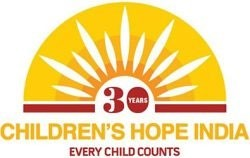 30 YEARS
CHILDREN'S HOPE INDIA
EVERY CHILD COUNTS